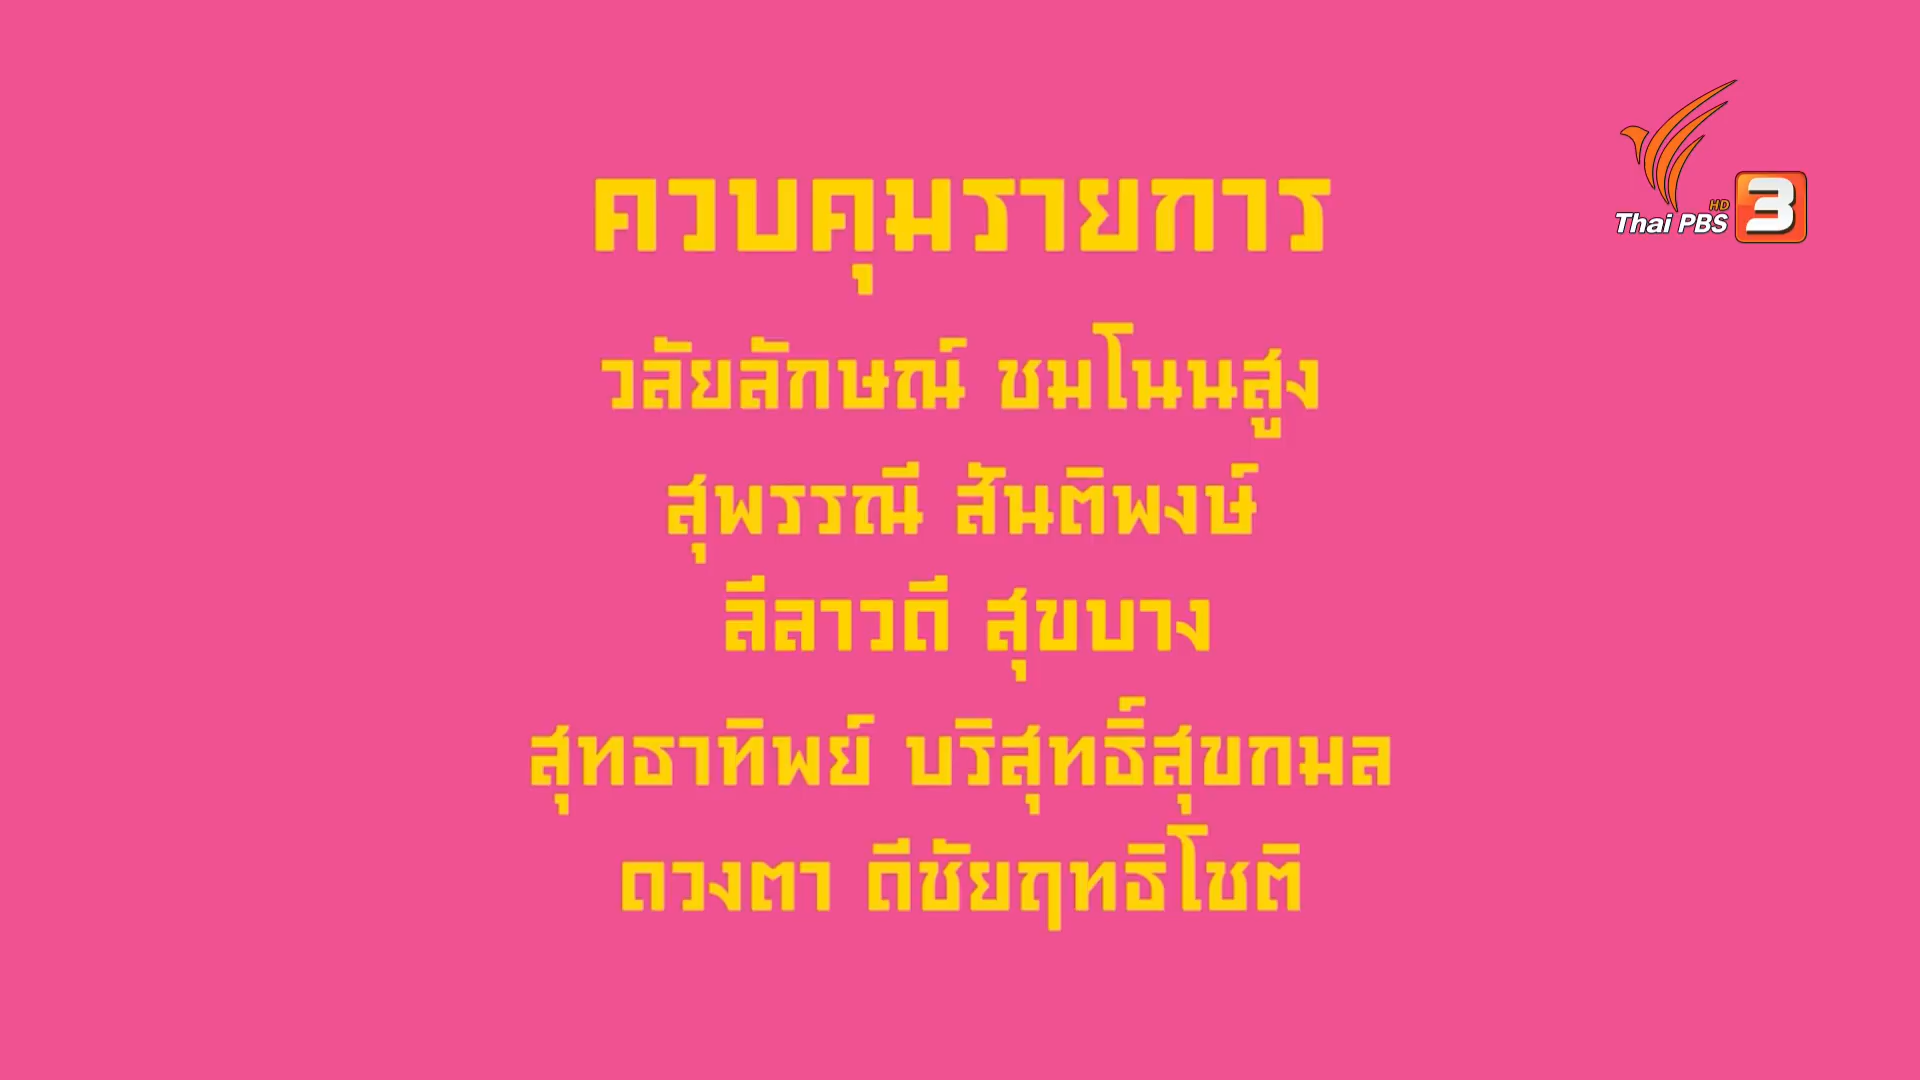 ควบคุมรายการ
วลัยลักษณ์ ชมโนนสูง
สุพรรณี สันติพงษ์
ลีลาวดี สุขบาง
สุทธาทิพย์ บริสุทธิ์สุขกมล
ดวงตา ดีชัยฤทธิโชติ
HD
Thai PBS 3